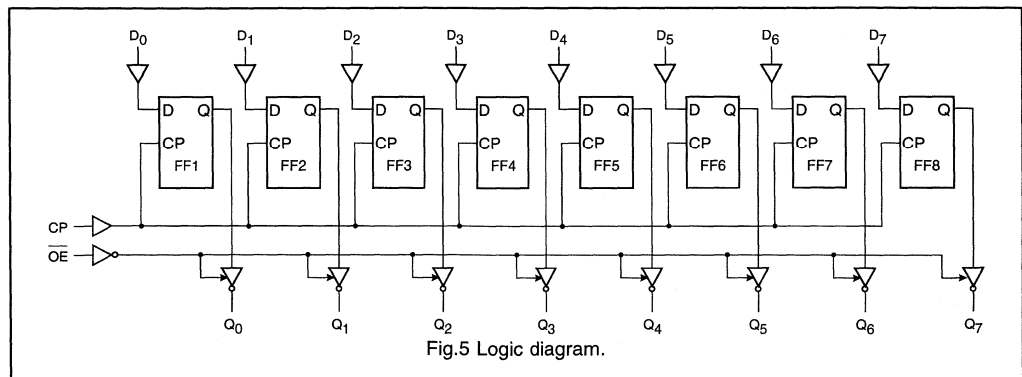 D0 D1 D2 D3 D4 D5 D6 D7
D Q D Q D Q D Q D Q D Q D Q D Q
CP CP CP CP CP CP CP CP
FF1 FF2 FF3 FF4 FF5 FF6 FF7 FF8
CP
OE
Q0 Q1 Q2 Q3 Q4 Q5 Q6 Q7
Fig.5 Logic diagram.